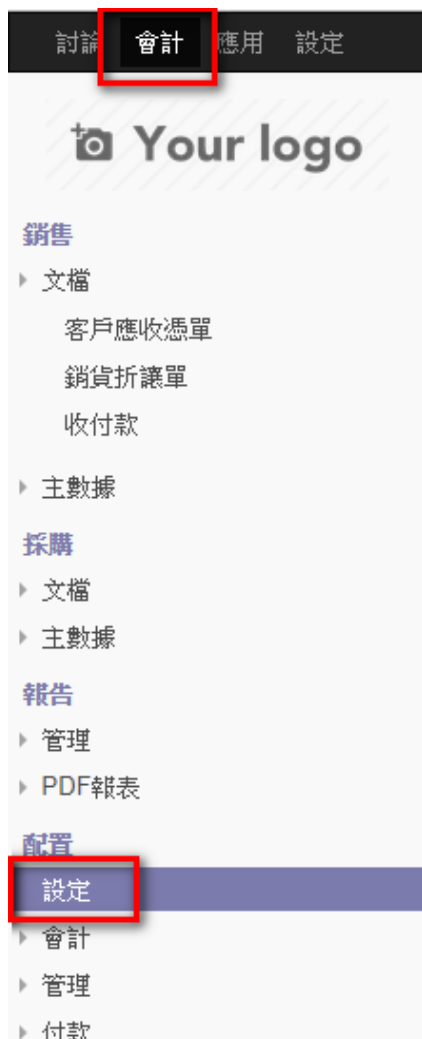 討論 會計 應用 設定
Your logo
銷售
文檔
客戶應收憑單
銷貨折讓單
收付款
主數據
採購
文檔
主數據
報告
管理
PDF報表
配置
設定
會計
管理
付款